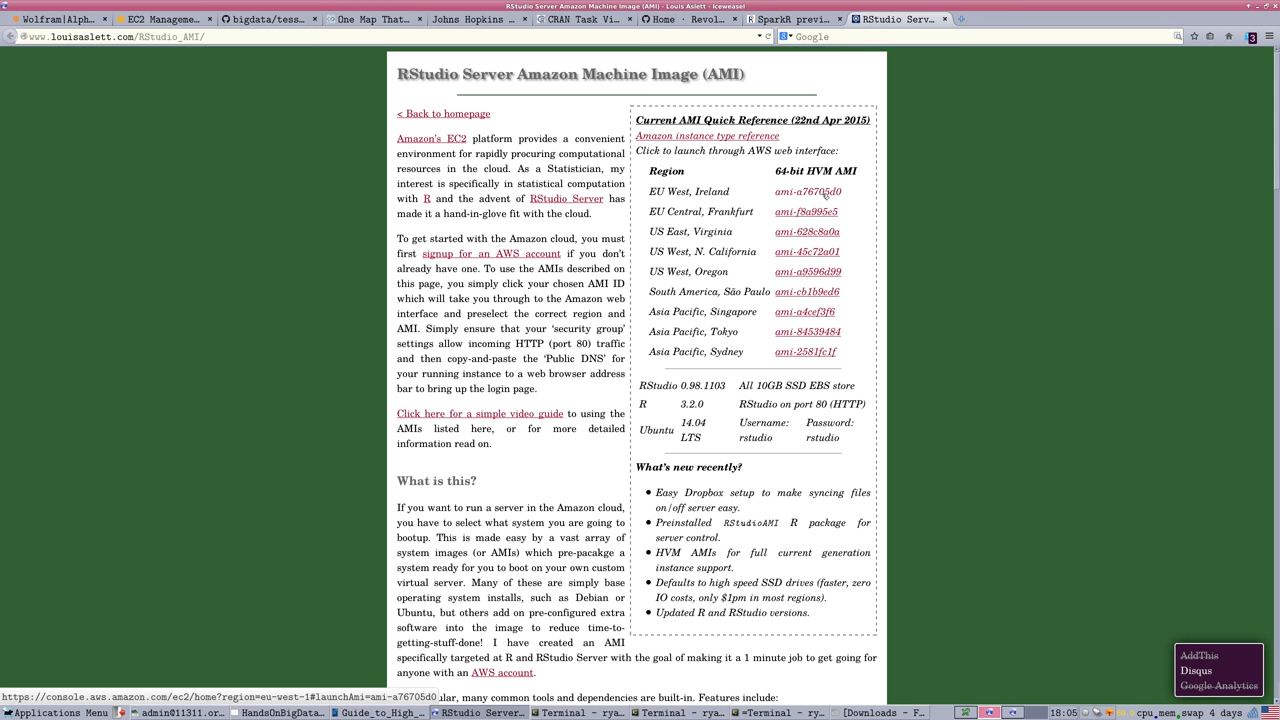 RStudio Server Amazon Machine Image (AMI) - Louis Aslett - Iceweasel
Wolfram|Alph...
EC2 Manageme...
bigdata/tess...
One Map That...
Johns Hopkins ...
CRAN Task Vi...
Home · Revol...
SparkR previ...
RStudio Serv...
www.louisaslett.com/RStudio_AMI/
Google
3
RStudio Server Amazon Machine Image (AMI)
< Back to homepage
Amazon's EC2 platform provides a convenient
environment for rapidly procuring computational
resources in the cloud. As a Statistician, my
interest is specifically in statistical computation
with R and the advent of RStudio Server has
made it a hand-in-glove fit with the cloud.
To get started with the Amazon cloud, you must
first signup for an AWS account if you don't
already have one. To use the AMIs described on
this page, you simply click your chosen AMI ID
which will take you through to the Amazon web
interface and preselect the correct region and
AMI. Simply ensure that your 'security group'
settings allow incoming HTTP (port 80) traffic
and then copy-and-paste the 'Public DNS' for
your running instance to a web browser address
bar to bring up the login page.
Click here for a simple video guide to using the
AMIs listed here, or for more detailed
information read on.
What is this?
If you want to run a server in the Amazon cloud,
you have to select what system you are going to
bootup. This is made easy by a vast array of
system images (or AMIs) which pre-pacakge a
system ready for you to boot on your own custom
virtual server. Many of these are simply base
operating system installs, such as Debian or
Ubuntu, but others add on pre-configured extra
software into the image to reduce time-to-
getting-stuff-done! I have created an AMI
specifically targeted at R and RStudio Server with the goal of making it a 1 minute job to get going for
anyone with an AWS account.
ular, many common tools and dependencies are built-in. Features include:
Current AMI Quick Reference (22nd Apr 2015)
Amazon instance type reference
Click to launch through AWS web interface:
Region 64-bit HVM AMI
EU West, Ireland ami-a76705d0
EU Central, Frankfurt ami-f8a995e5
US East, Virginia ami-628c8a0a
US West, N. California ami-45c72a01
US West, Oregon ami-a9596d99
South America, São Paulo ami-cb1b9ed6
Asia Pacific, Singapore ami-a4cef3f6
Asia Pacific, Tokyo ami-84539484
Asia Pacific, Sydney ami-2581fc1f
RStudio 0.98.1103 All 10GB SSD EBS store
R 3.2.0 RStudio on port 80 (HTTP)
Ubuntu 14.04 LTS Username: rstudio Password: rstudio
What's new recently?
Easy Dropbox setup to make syncing files
on/off server easy.
Preinstalled RStudioAMI R package for
server control.
HVM AMIs for full current generation
instance support.
Defaults to high speed SSD drives (faster, zero
IO costs, only $1pm in most regions).
Updated R and RStudio versions.
AddThis
Disqus
Google Analytics
https://console.aws.amazon.com/ec2/home?region=eu-west-1#launchAmi=ami-a76705d0
Applications Menu
admin@11311.or...
HandsOnBigData...
Guide_to_High_...
RStudio Server...
Terminal - rya...
Terminal - rya...
=Terminal - ry...
[Downloads - F...
18:05
cpu mem swap 4 days